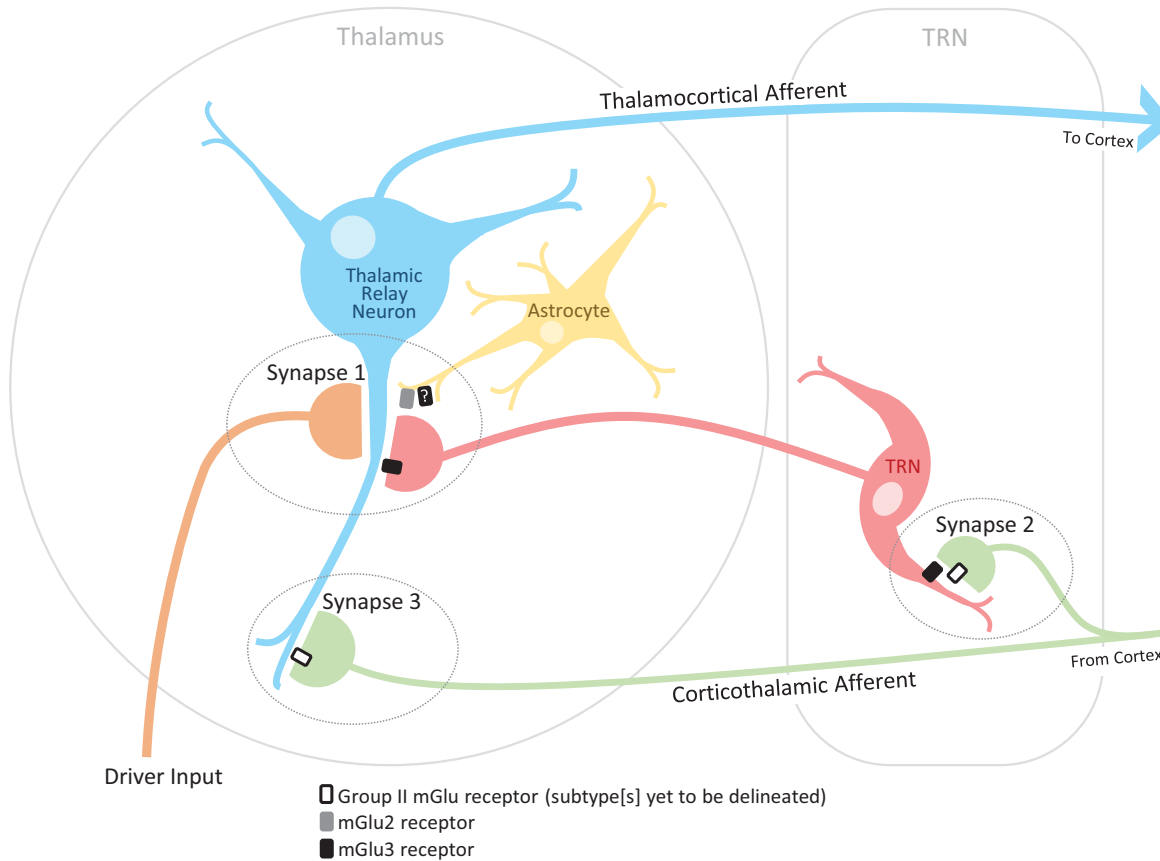 Thalamus
TRN
Thalamocortical Afferent
To Cortex
Thalamic
Relay
Neuron
Astrocyte
Synapse 1
?
TRN
Synapse 2
Synapse 3
From Cortex
Corticothalamic Afferent
Driver Input
Group II mGlu receptor (subtype[s] yet to be delineated)
mGlu2 receptor
mGlu3 receptor